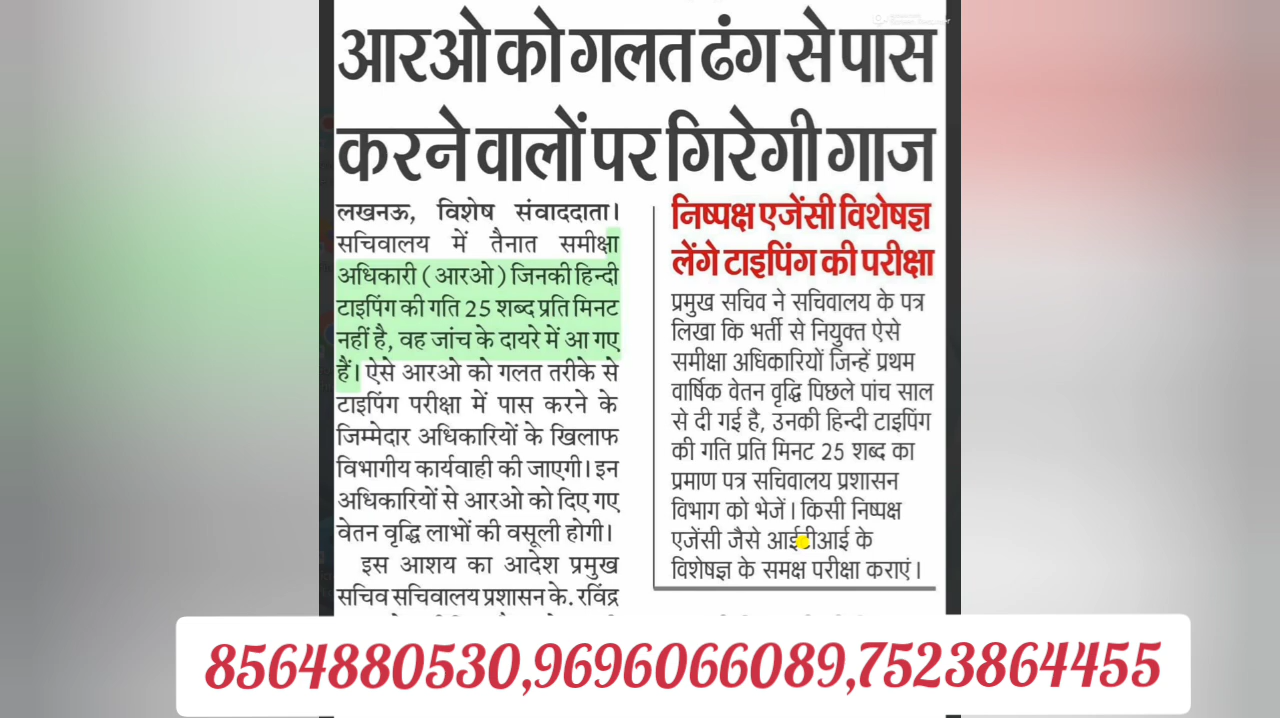 आरओ को गलत ढंग से पास
करने वालों पर गिरेगी गाज
लखनऊ, विशेष संवाददाता।
सचिवालय में तैनात समीक्षा
अधिकारी ( आरओ ) जिनकी हिन्दी
टाइपिंग की गति 25 शब्द प्रति मिनट
नहीं है, वह जांच के दायरे में आ गए
हैं। ऐसे आरओ को गलत तरीके से
टाइपिंग परीक्षा में पास करने के
जिम्मेदार अधिकारियों के खिलाफ
विभागीय कार्यवाही की जाएगी। इन
अधिकारियों से आरओ को दिए गए
वेतन वृद्धि लाभों की वसूली होगी।
इस आशय का आदेश प्रमुख
सचिव सचिवालय प्रशासन के. रविंद्र
निष्पक्ष एजेंसी विशेषज्ञ
लेंगे टाइपिंग की परीक्षा
प्रमुख सचिव ने सचिवालय के पत्र
लिखा कि भर्ती से नियुक्त ऐसे
समीक्षा अधिकारियों जिन्हें प्रथम
वार्षिक वेतन वृद्धि पिछले पांच साल
से दी गई है, उनकी हिन्दी टाइपिंग
की गति प्रति मिनट 25 शब्द का
प्रमाण पत्र सचिवालय प्रशासन
विभाग को भेजें। किसी निष्पक्ष
एजेंसी जैसे आईटीआई के
विशेषज्ञ के समक्ष परीक्षा कराएं।
8564880530,9696066089,7523864455